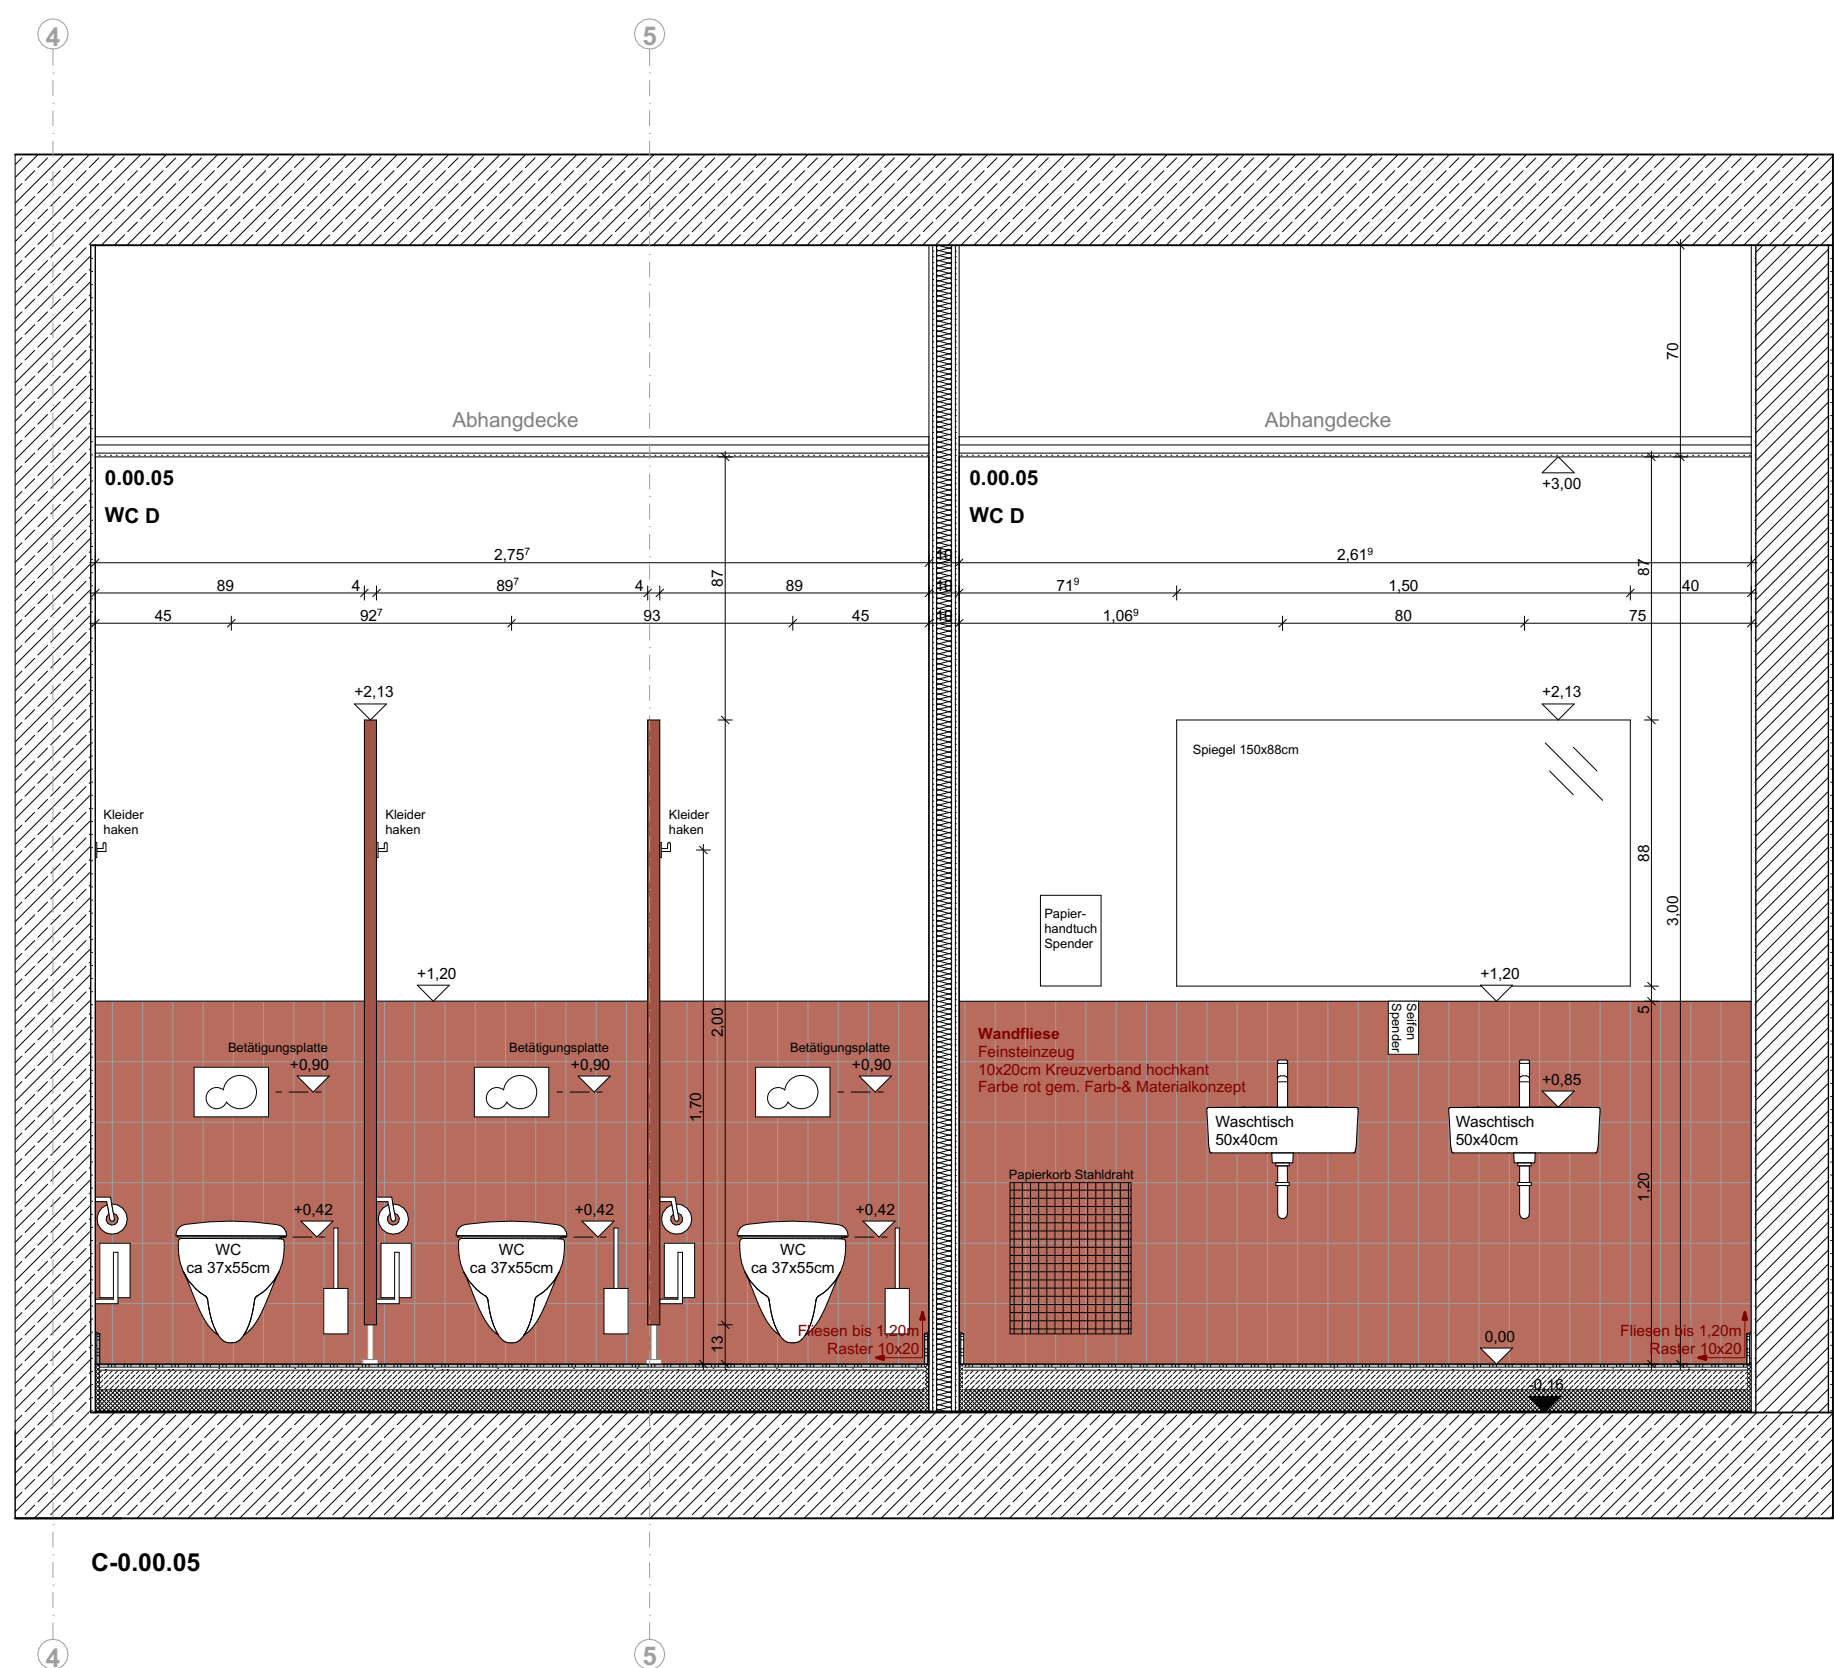 4 5
Abhangdecke Abhangdecke
70
0.00.05 0.00.05
WC D WC D
+3,00
2,75⁷ 10 2,61⁹
89 4 89⁷ 4 89 10 71⁹ 1,50 40
87 87
45 92⁷ 93 45 10 1,06⁹ 80 75
+2,13 +2,13
Spiegel 150x88cm
Kleider Kleider Kleider
haken haken haken
88
3,00
Papier-
handtuch
Spender
+1,20 +1,20
5
2,00
1,70
Seifen
Spender
Wandfliese
Feinsteinzeug
10x20cm Kreuzverband hochkant
Farbe rot gem. Farb-& Materialkonzept
Betätigungsplatte Betätigungsplatte Betätigungsplatte
+0,90 +0,90 +0,90
+0,85
Waschtisch Waschtisch
50x40cm 50x40cm
Papierkorb Stahldraht
1,20
+0,42 +0,42 +0,42
WC WC WC
ca 37x55cm ca 37x55cm ca 37x55cm
13
Fliesen bis 1,20m
Raster 10x20
0,00
Fliesen bis 1,20m
Raster 10x20
-0,16
C-0.00.05
4 5